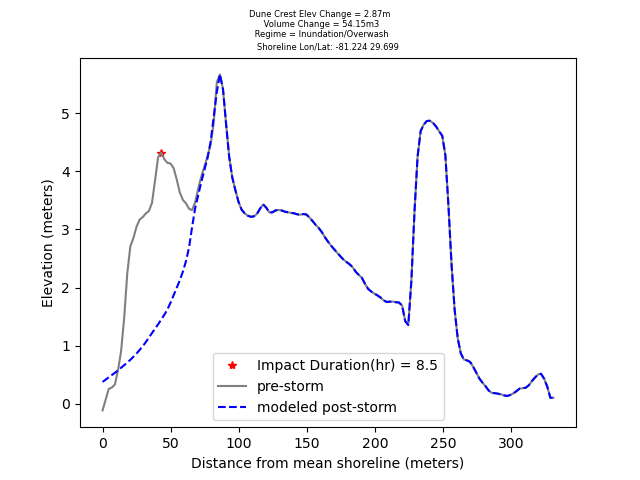 Dune Crest Elev Change = 2.87m
Volume Change = 54.15m3
Regime = Inundation/Overwash
Shoreline Lon/Lat: -81.224 29.699
5
4
3
2
1
0
Elevation (meters)
Impact Duration(hr) = 8.5
pre-storm
modeled post-storm
0 50 100 150 200 250 300
Distance from mean shoreline (meters)